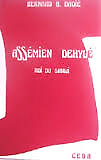 BERNARD B. DADIÉ
ASSÉMIEN DEHYLÉ
ROI DU SANWI
CEDA